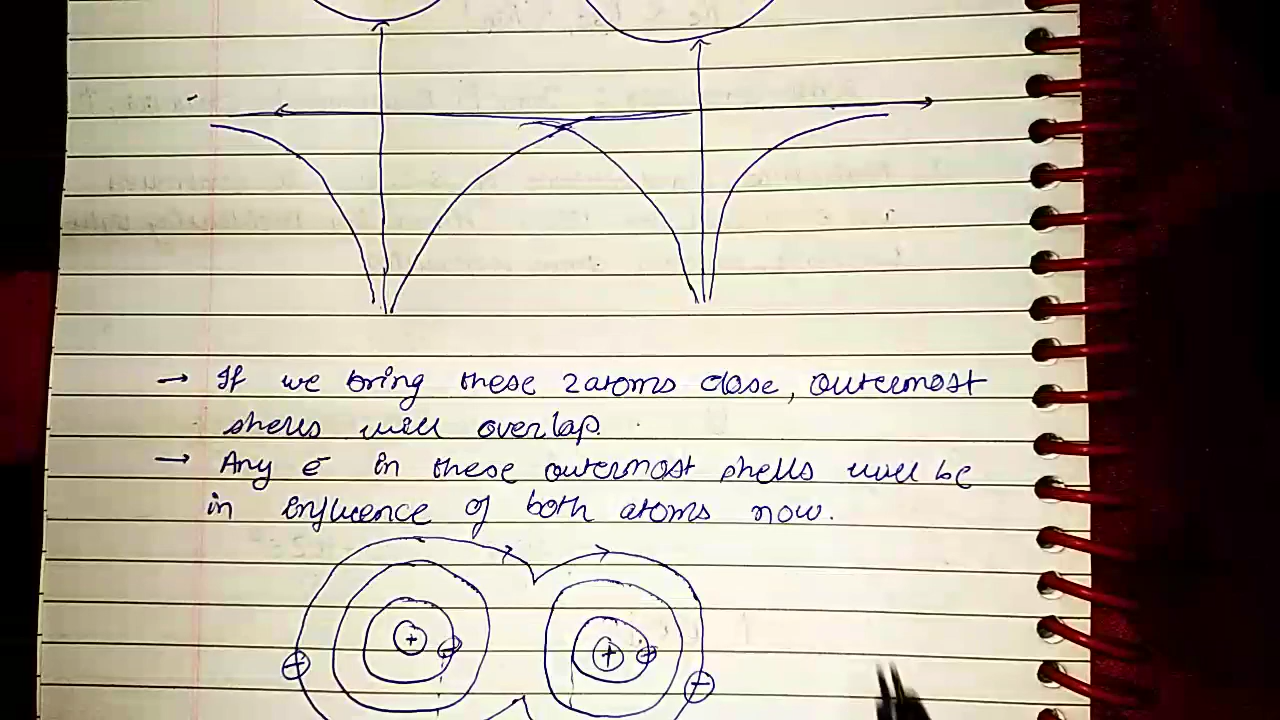 → If we bring these 2 atoms close, outermost
shells will overlap.
→ Any e⁻ in these outermost shells will be
in influence of both atoms now.
+
+
-
-
-
-